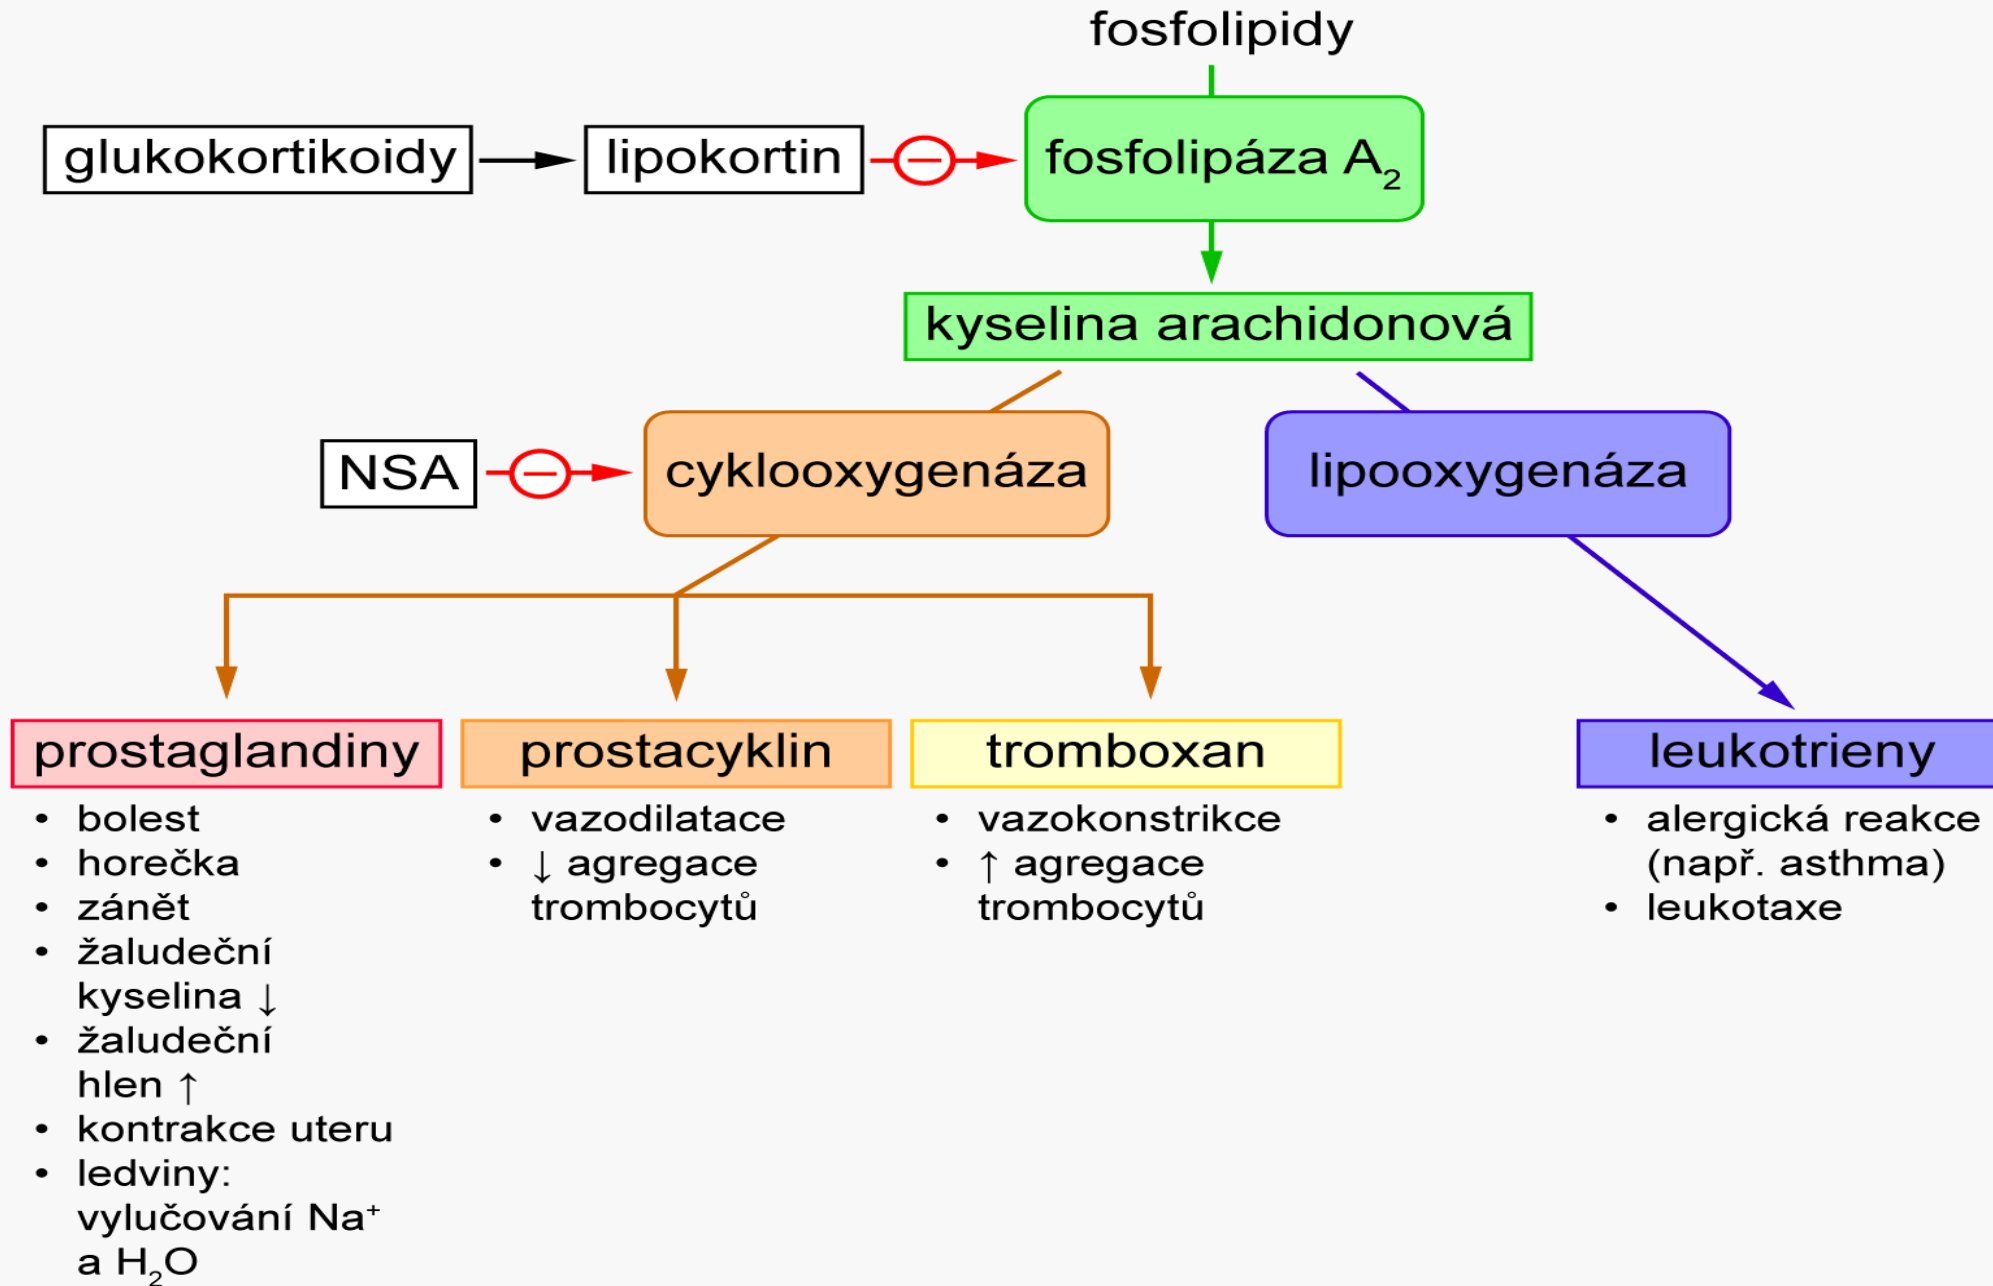 fosfolipidy
glukokortikoidy
lipokortin
fosfolipáza A₂
kyselina arachidonová
NSA
cyklooxygenáza
lipooxygenáza
prostaglandiny
• bolest
• horečka
• zánět
• žaludeční
kyselina ↓
• žaludeční
hlen ↑
• kontrakce uteru
• ledviny:
vylučování Na⁺
a H₂O
prostacyklin
• vazodilatace
• ↓ agregace
trombocytů
tromboxan
• vazokonstrikce
• ↑ agregace
trombocytů
leukotrieny
• alergická reakce
(např. asthma)
• leukotaxe